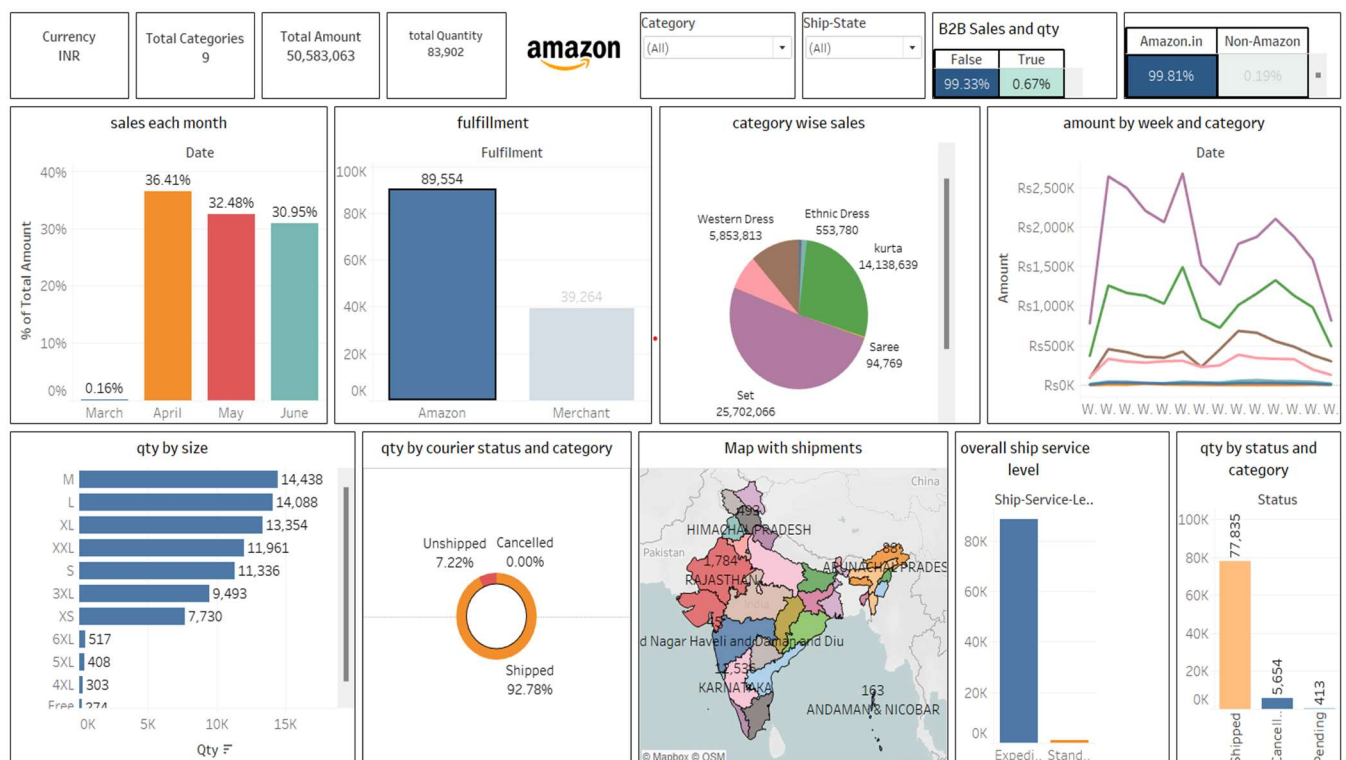 Currency
INR
Total Categories
9
Total Amount
50,583,063
total Quantity
83,902
amazon
Category
(All)
Ship-State
(All)
B2B Sales and qty
False True
99.33% 0.67%
Amazon.in Non-Amazon
99.81% 0.19%
sales each month
Date
% of Total Amount
40%
30%
20%
10%
0%
0.16%
36.41%
32.48%
30.95%
March April May June
fulfillment
Fulfilment
100K
80K
60K
40K
20K
0K
89,554
39,264
Amazon Merchant
category wise sales
Western Dress
5,853,813
Ethnic Dress
553,780
kurta
14,138,639
Saree
94,769
Set
25,702,066
amount by week and category
Date
Amount
Rs2,500K
Rs2,000K
Rs1,500K
Rs1,000K
Rs500K
Rs0K
W. W. W. W. W. W. W. W. W. W. W. W. W. W.
qty by size
M 14,438
L 14,088
XL 13,354
XXL 11,961
S 11,336
3XL 9,493
XS 7,730
6XL 517
5XL 408
4XL 303
Free 274
0K 5K 10K 15K
Qty
qty by courier status and category
Unshipped
7.22%
Cancelled
0.00%
Shipped
92.78%
Map with shipments
China
Pakistan
India
493
HIMACHAL PRADESH
1,784
RAJASTHAN
ARUNACHAL PRADES
d Nagar Haveli and Daman and Diu
12,536
KARNATAKA
163
ANDAMAN & NICOBAR
© Mapbox © OSM
overall ship service
level
Ship-Service-Le..
80K
60K
40K
20K
0K
Expedi.. Stand..
qty by status and
category
Status
100K
80K
60K
40K
20K
0K
77,835
5,654
413
Shipped
Cancell..
Pending